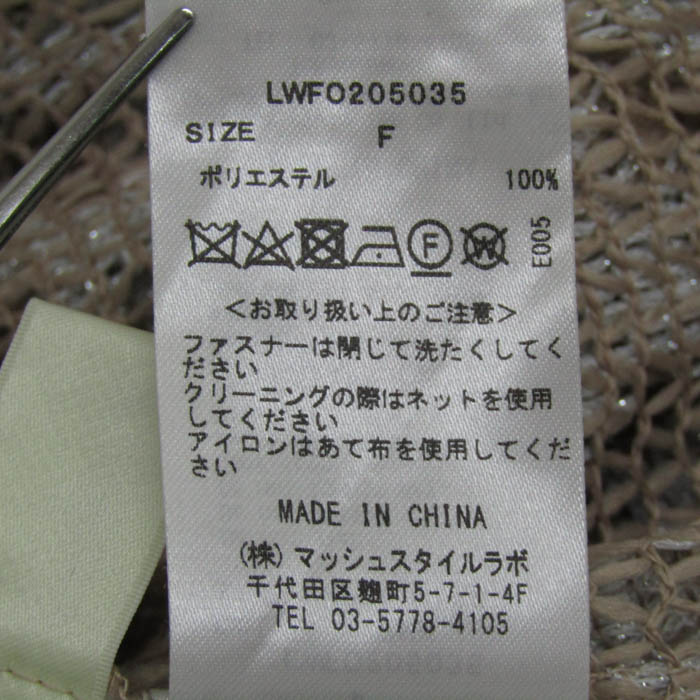 LWFO205035
SIZE F
ポリエステル 100%
F W E005
<お取り扱い上のご注意>
ファスナーは閉じて洗たくしてく
ださい
クリーニングの際はネットを使用
してください
アイロンはあて布を使用してくだ
さい
MADE IN CHINA
(株)マッシュスタイルラボ
千代田区麹町5-7-1-4F
TEL 03-5778-4105